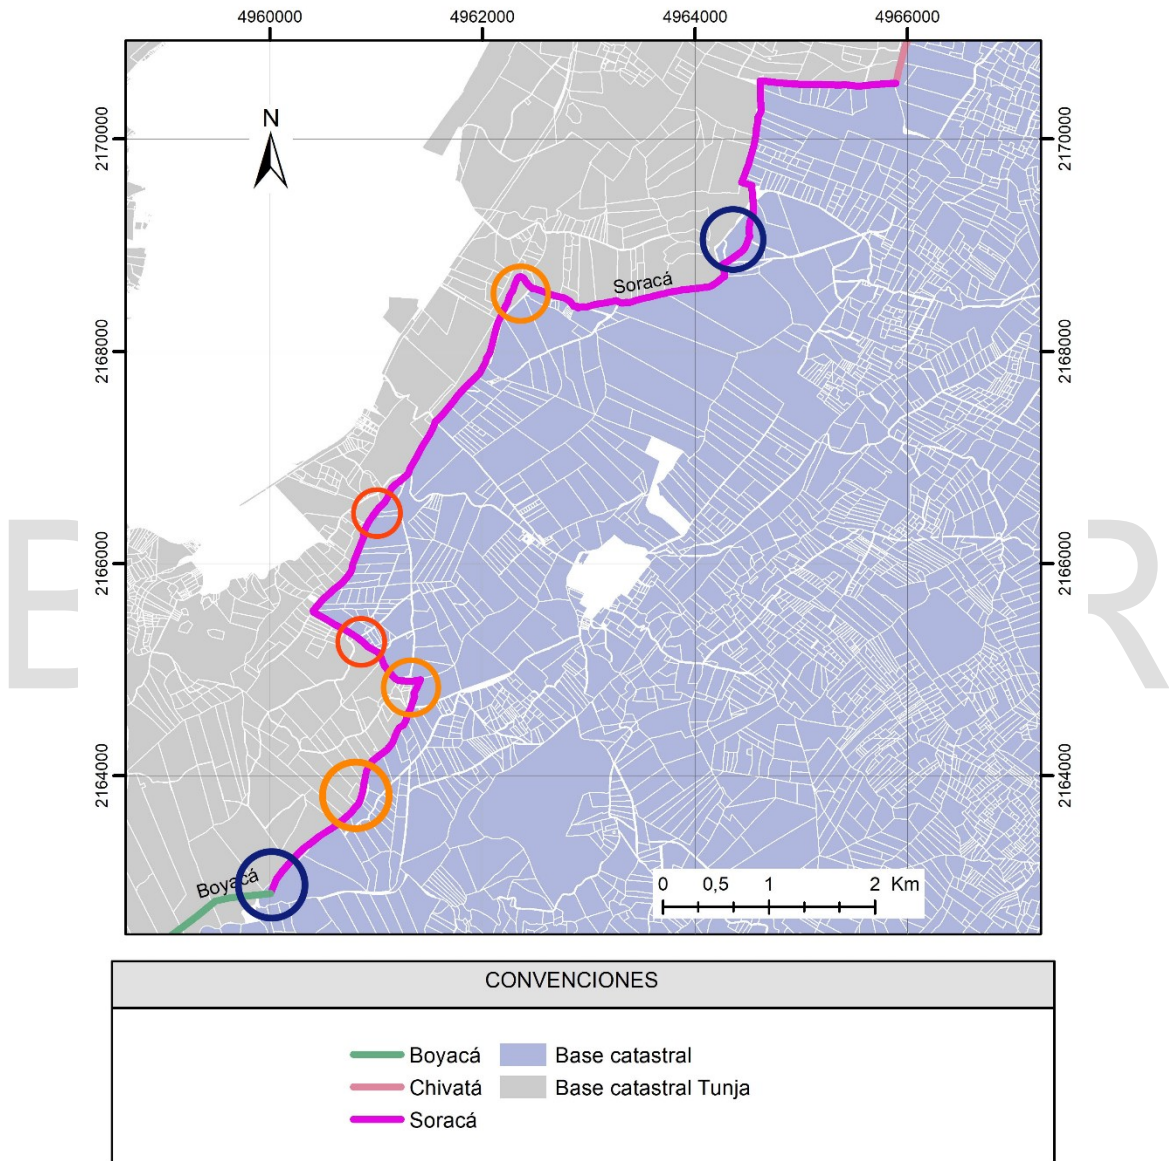 4960000 4962000 4964000 4966000
N
2170000 2170000
Soracá
2168000 2168000
E R
2166000 2166000
2164000 2164000
Boyacá
0 0,5 1 2 Km
CONVENCIONES
Boyacá Base catastral
Chivatá Base catastral Tunja
Soracá